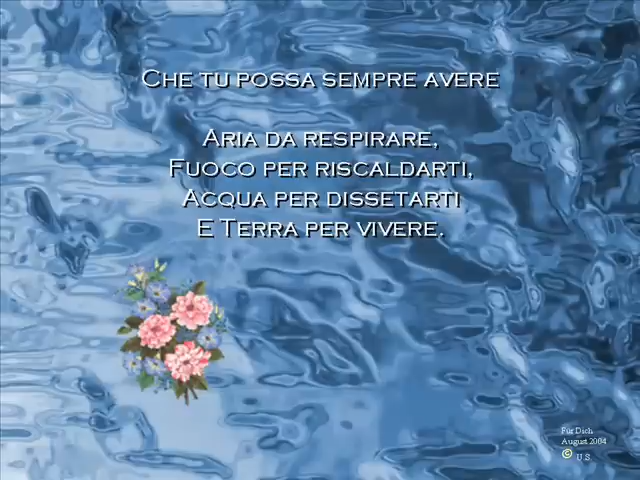 Che tu possa sempre avere
Aria da respirare,
Fuoco per riscaldarti,
Acqua per dissetarti
E Terra per vivere.
Für Dich
August 2004
© U.S.